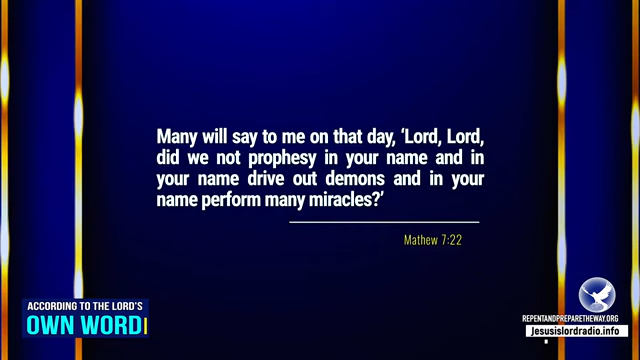 Many will say to me on that day, ‘Lord, Lord,
did we not prophesy in your name and in
your name drive out demons and in your
name perform many miracles?’
Mathew 7:22
ACCORDING TO THE LORD'S
OWN WORD
REPENTANDPREPARETHEWAY.ORG
Jesusislordradio.info